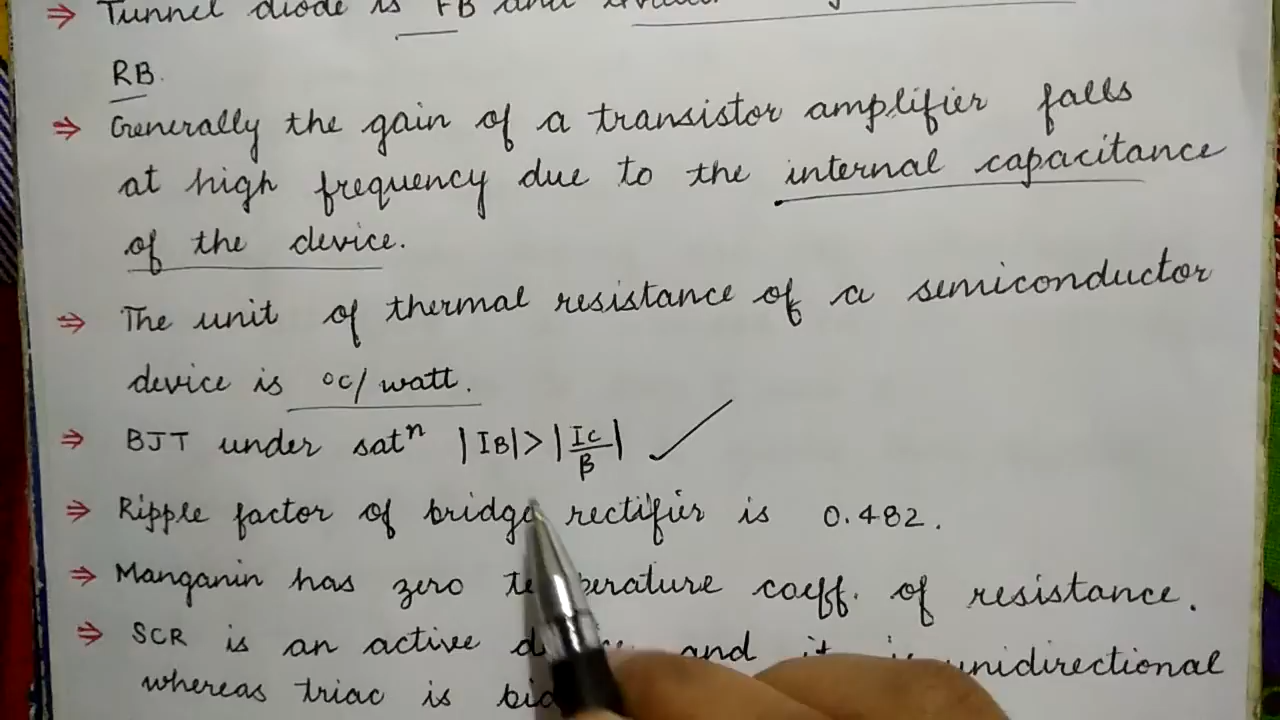 ⇒ Tunnel diode is FB and
RB.
⇒ Generally the gain of a transistor amplifier falls
at high frequency due to the internal capacitance
of the device.
⇒ The unit of thermal resistance of a semiconductor
device is °C/watt.
⇒ BJT under satⁿ |IB| > |IC/β| ✓
⇒ Ripple factor of bridge rectifier is 0.482.
⇒ Manganin has zero temperature coeff. of resistance.
⇒ SCR is an active and it is unidirectional
whereas triac is